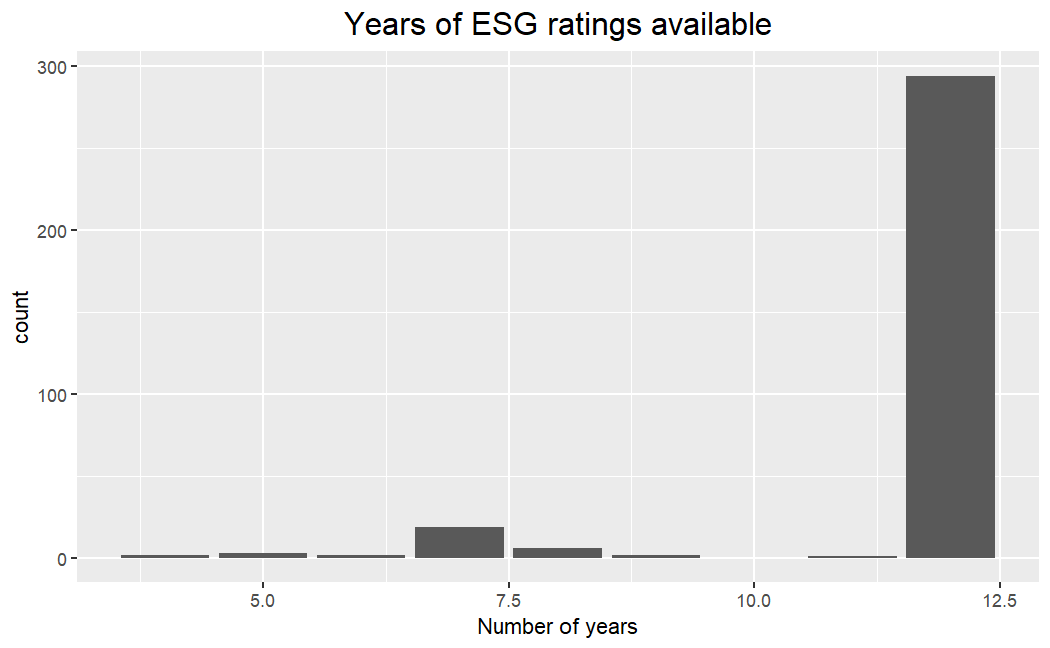 Years of ESG ratings available
300
200
100
0
count
5.0 7.5 10.0 12.5
Number of years